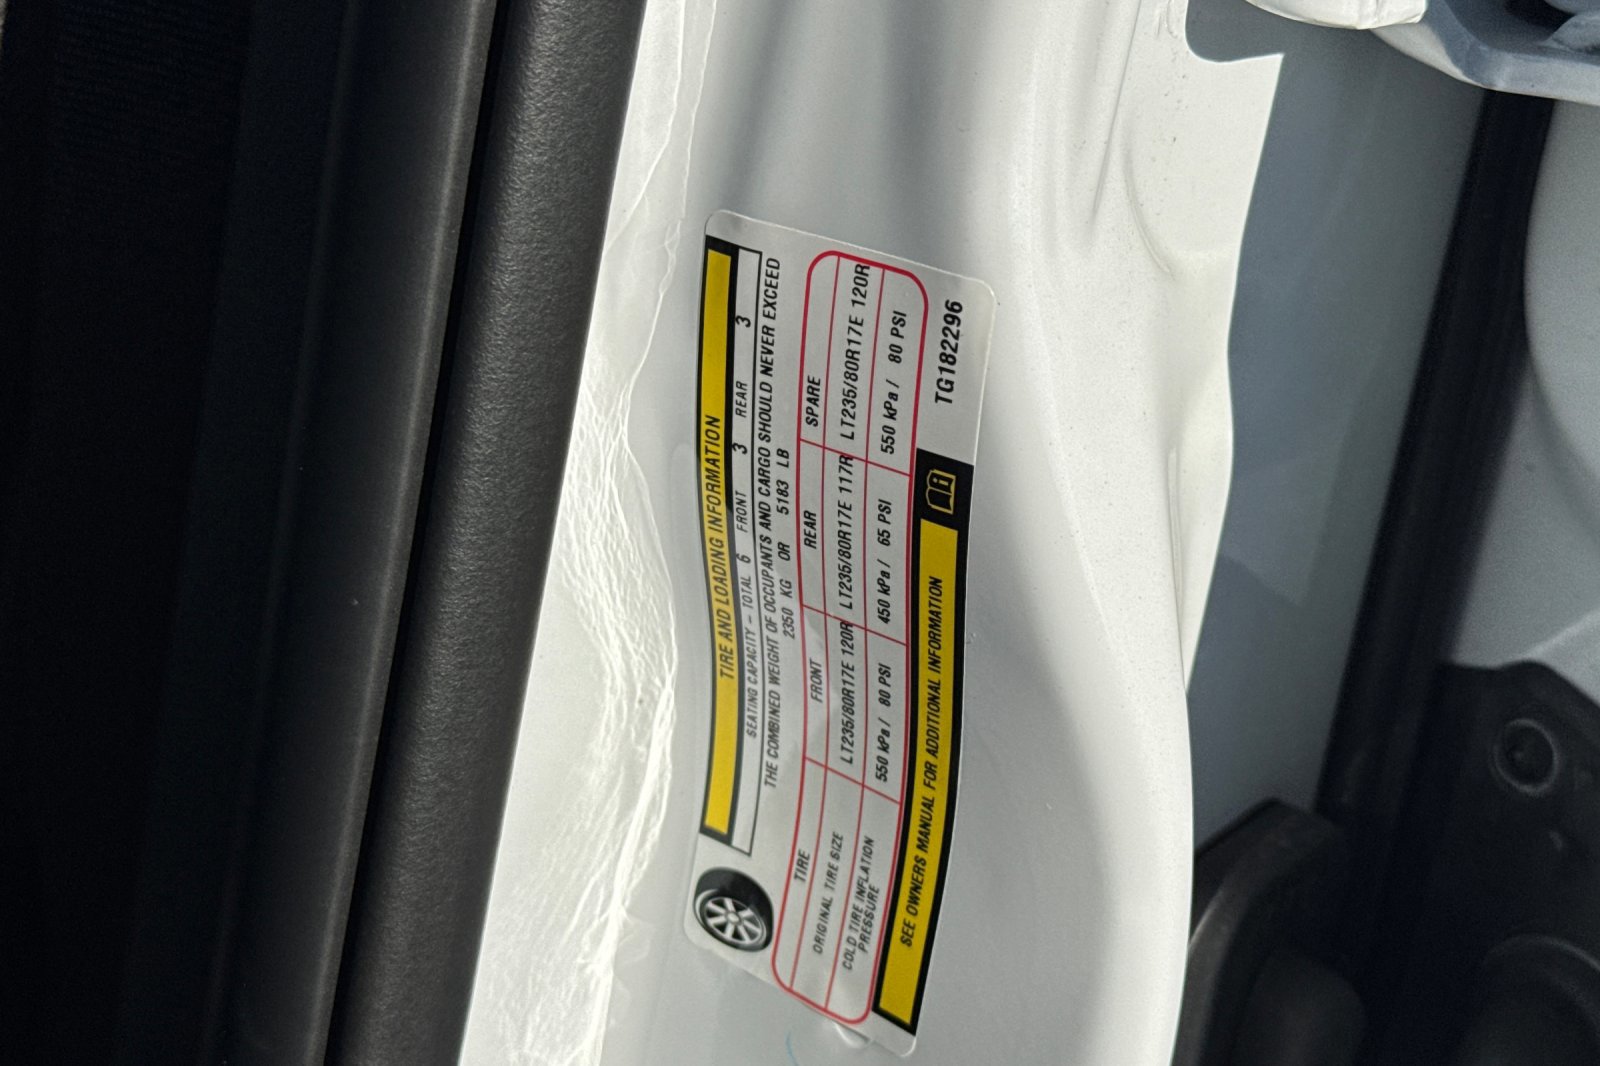 TIRE AND LOADING INFORMATION
SEATING CAPACITY - TOTAL 6 FRONT 3 REAR 3
THE COMBINED WEIGHT OF OCCUPANTS AND CARGO SHOULD NEVER EXCEED
2350 KG OR 5183 LB
TIRE FRONT REAR SPARE
ORIGINAL TIRE SIZE LT235/80R17E 120R LT235/80R17E 117R LT235/80R17E 120R
COLD TIRE INFLATION PRESSURE 550 kPa / 80 PSI 450 kPa / 65 PSI 550 kPa / 80 PSI
SEE OWNERS MANUAL FOR ADDITIONAL INFORMATION
TG182296